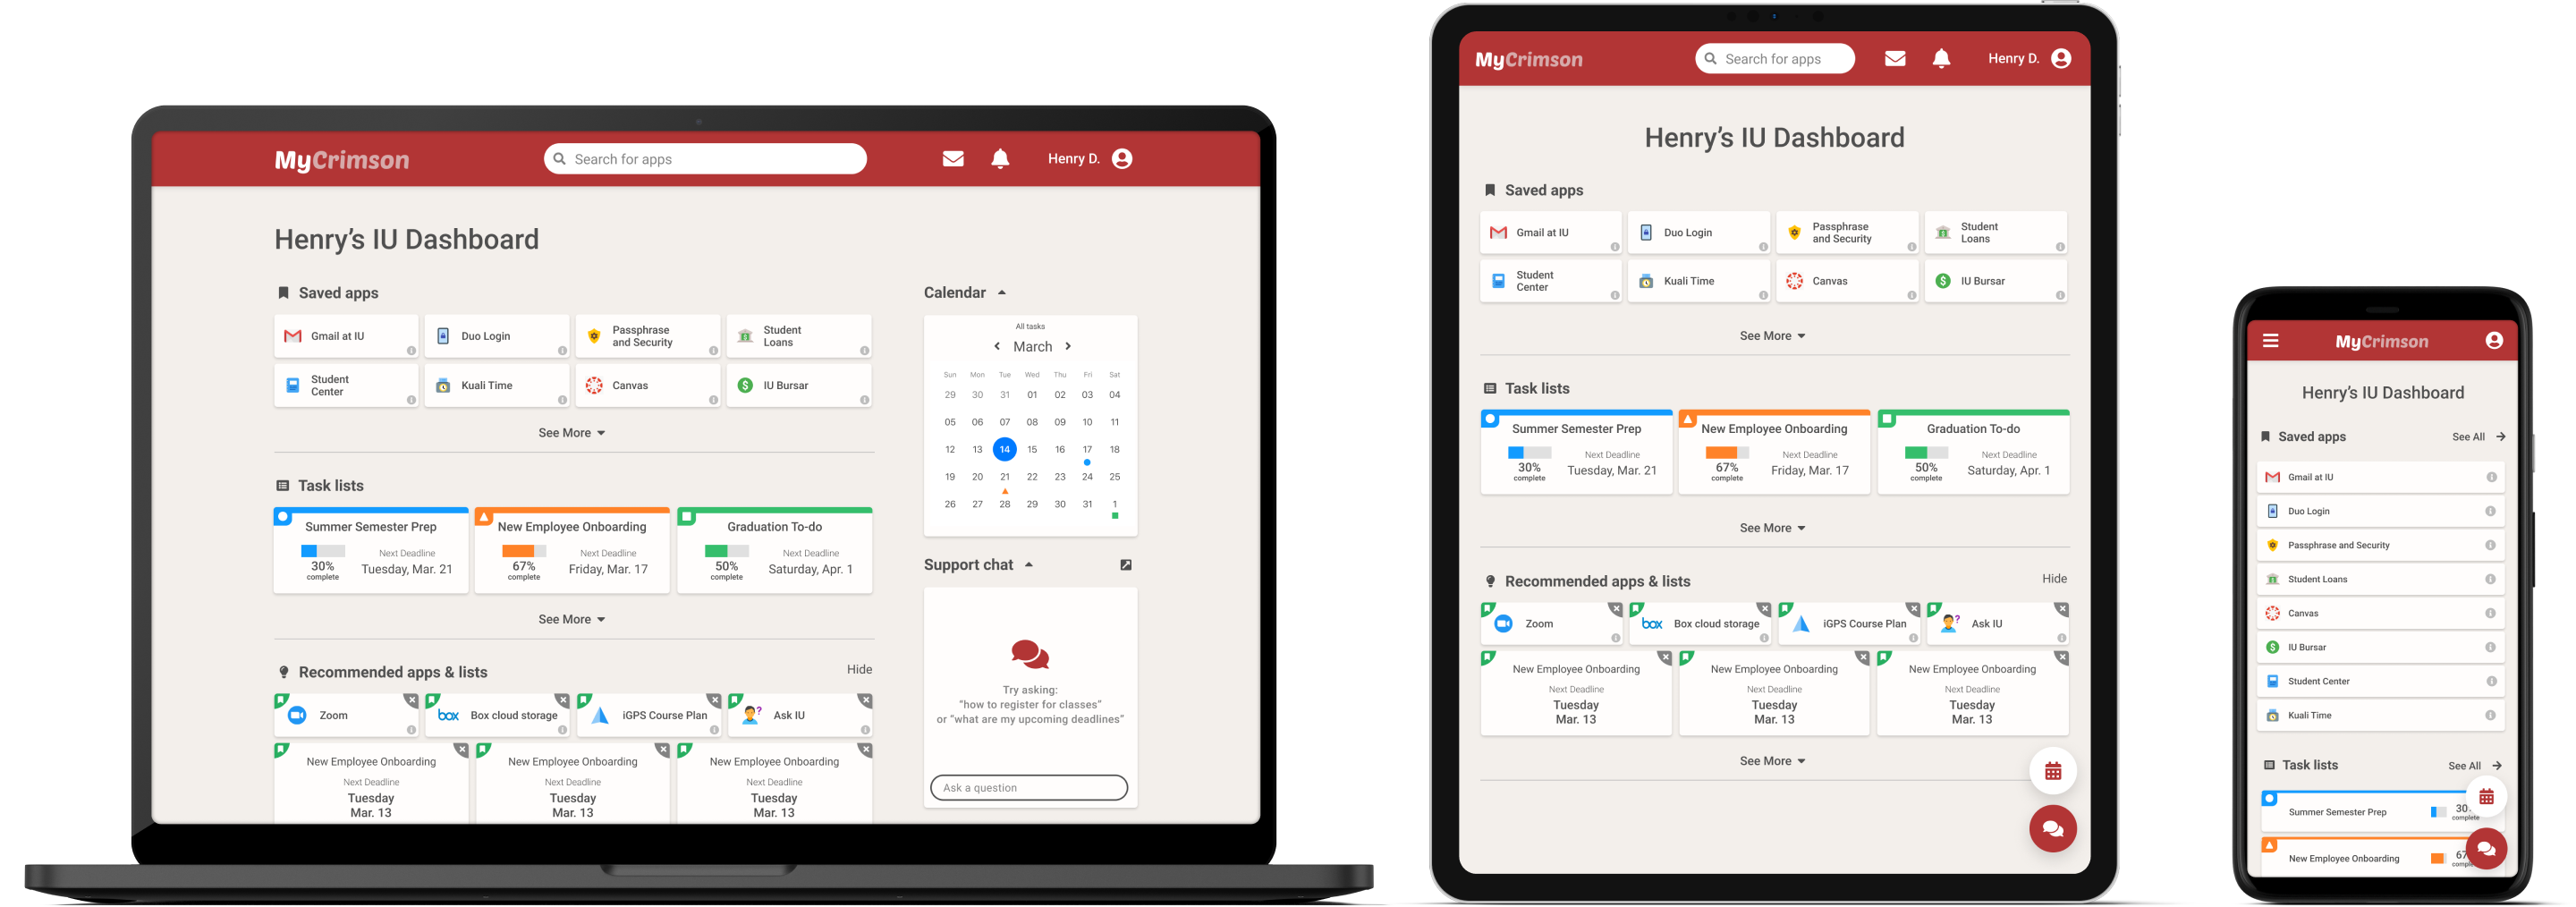 MyCrimson
Search for apps
Henry D.
Henry’s IU Dashboard
Saved apps
Gmail at IU
Duo Login
Passphrase
and Security
Student
Loans
Student
Center
Kuali Time
Canvas
IU Bursar
See More
Task lists
Summer Semester Prep
30%
complete
Next Deadline
Tuesday, Mar. 21
New Employee Onboarding
67%
complete
Next Deadline
Friday, Mar. 17
Graduation To-do
50%
complete
Next Deadline
Saturday, Apr. 1
See More
Recommended apps & lists
Hide
Zoom
box Box cloud storage
iGPS Course Plan
Ask IU
New Employee Onboarding
Next Deadline
Tuesday
Mar. 13
New Employee Onboarding
Next Deadline
Tuesday
Mar. 13
New Employee Onboarding
Next Deadline
Tuesday
Mar. 13
Calendar
All tasks
March
Sun Mon Tue Wed Thu Fri Sat
29 30 31 01 02 03 04
05 06 07 08 09 10 11
12 13 14 15 16 17 18
19 20 21 22 23 24 25
26 27 28 29 30 31 1
Support chat
Try asking:
“how to register for classes”
or “what are my upcoming deadlines”
Ask a question
MyCrimson
Search for apps
Henry D.
Henry’s IU Dashboard
Saved apps
Gmail at IU
Duo Login
Passphrase
and Security
Student
Loans
Student
Center
Kuali Time
Canvas
IU Bursar
See More
Task lists
Summer Semester Prep
30%
complete
Next Deadline
Tuesday, Mar. 21
New Employee Onboarding
67%
complete
Next Deadline
Friday, Mar. 17
Graduation To-do
50%
complete
Next Deadline
Saturday, Apr. 1
See More
Recommended apps & lists
Hide
Zoom
box Box cloud storage
iGPS Course Plan
Ask IU
New Employee Onboarding
Next Deadline
Tuesday
Mar. 13
New Employee Onboarding
Next Deadline
Tuesday
Mar. 13
New Employee Onboarding
Next Deadline
Tuesday
Mar. 13
See More
MyCrimson
Henry’s IU Dashboard
Saved apps
See All
Gmail at IU
Duo Login
Passphrase and Security
Student Loans
Canvas
IU Bursar
Student Center
Kuali Time
Task lists
See All
Summer Semester Prep
30
complete
New Employee Onboarding
67